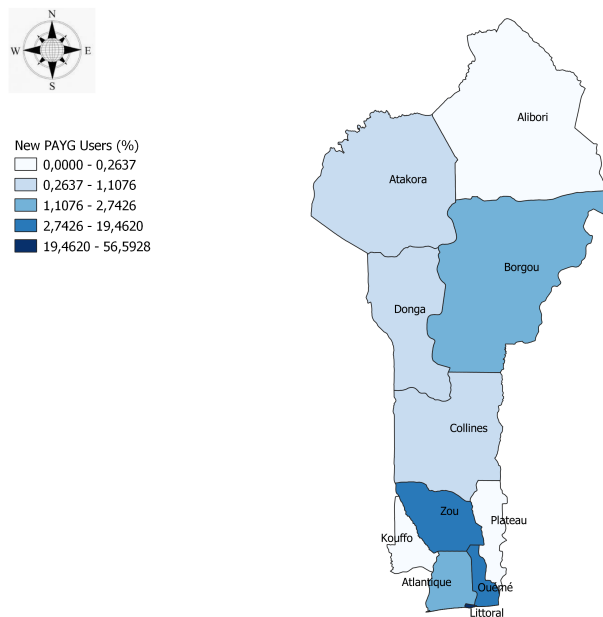 N
W E
S
New PAYG Users (%)
0,0000 - 0,2637
0,2637 - 1,1076
1,1076 - 2,7426
2,7426 - 19,4620
19,4620 - 56,5928
Alibori
Atakora
Borgou
Donga
Collines
Zou
Plateau
Kouffo
Atlantique
Ouémé
Littoral